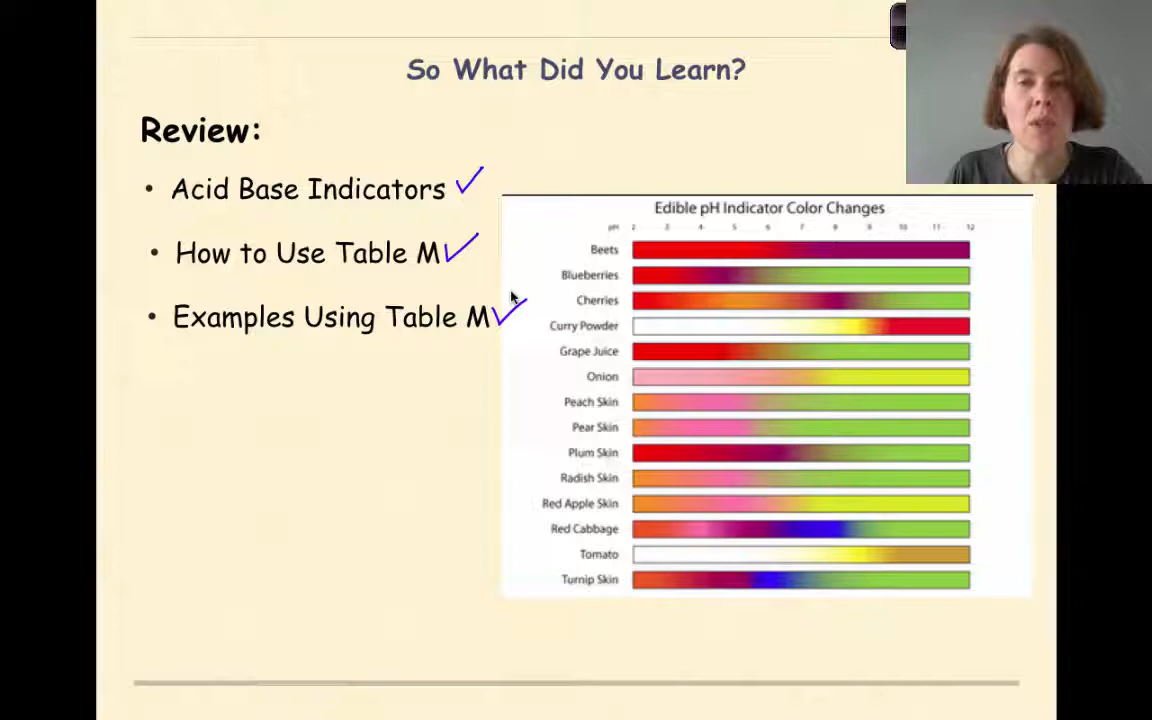 So What Did You Learn?
Review:
• Acid Base Indicators
• How to Use Table M
• Examples Using Table M
Edible pH Indicator Color Changes
pH 2 3 4 5 6 7 8 9 10 11 12
Beets
Blueberries
Cherries
Curry Powder
Grape Juice
Onion
Peach Skin
Pear Skin
Plum Skin
Radish Skin
Red Apple Skin
Red Cabbage
Tomato
Turnip Skin